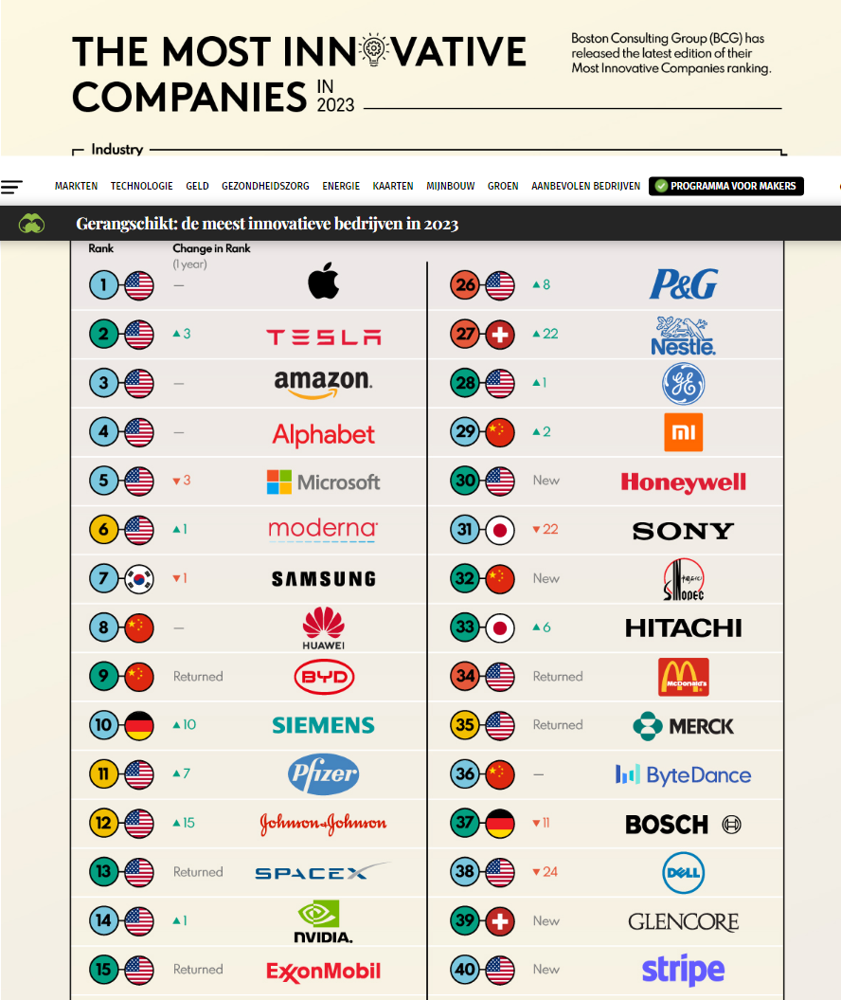 THE MOST INNOVATIVE
COMPANIES IN 2023
Boston Consulting Group (BCG) has
released the latest edition of their
Most Innovative Companies ranking.
Industry
MARKTEN TECHNOLOGIE GELD GEZONDHEIDSZORG ENERGIE KAARTEN MIJNBOUW GROEN AANBEVOLEN BEDRIJVEN PROGRAMMA VOOR MAKERS
Gerangschikt: de meest innovatieve bedrijven in 2023
Rank Change in Rank
(1 year)
1 —
2 ▲3 TESLA
3 — amazon
4 — Alphabet
5 ▼3 Microsoft
6 ▲1 moderna
7 ▼1 SAMSUNG
8 — HUAWEI
9 Returned BYD
10 ▲10 SIEMENS
11 ▲7 Pfizer
12 ▲15 Johnson&Johnson
13 Returned SPACEX
14 ▲1 NVIDIA.
15 Returned ExxonMobil
26 ▲8 P&G
27 ▲22 Nestlé.
28 ▲1 GE
29 ▲2 mi
30 New Honeywell
31 ▼22 SONY
32 New SINOPEC
33 ▲6 HITACHI
34 Returned McDonald's
35 Returned MERCK
36 — ByteDance
37 ▼11 BOSCH
38 ▼24 DELL
39 New GLENCORE
40 New stripe